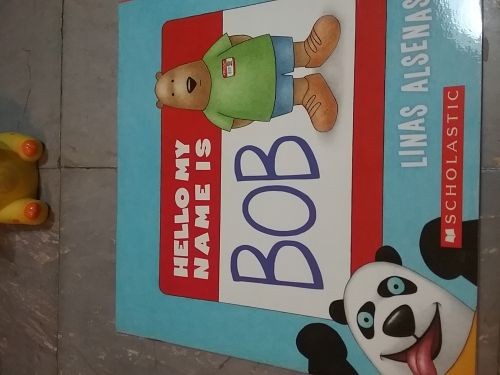 HELLO MY
NAME IS
BOB
LINAS ALSENAS
SCHOLASTIC